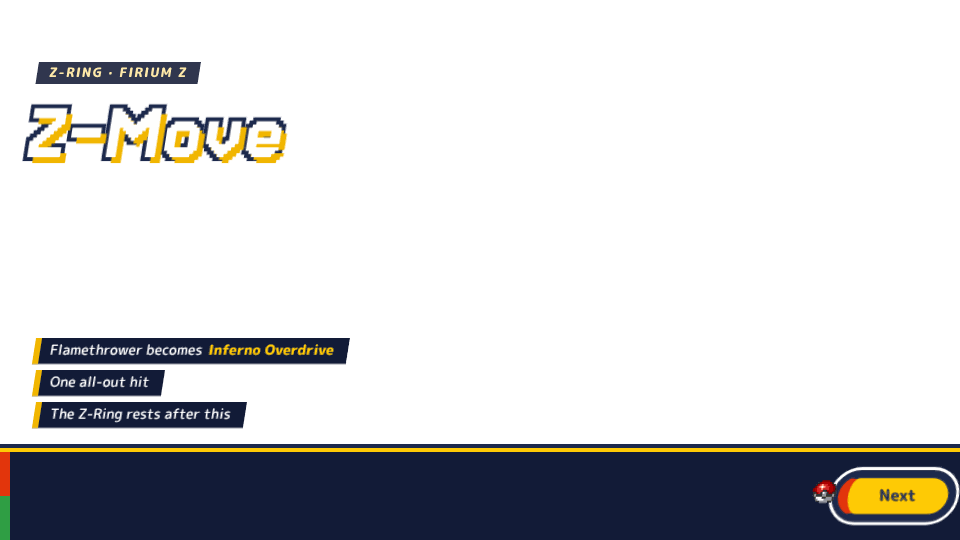 Z-RING · FIRIUM Z
Z-Move
Flamethrower becomes Inferno Overdrive
One all-out hit
The Z-Ring rests after this
Next